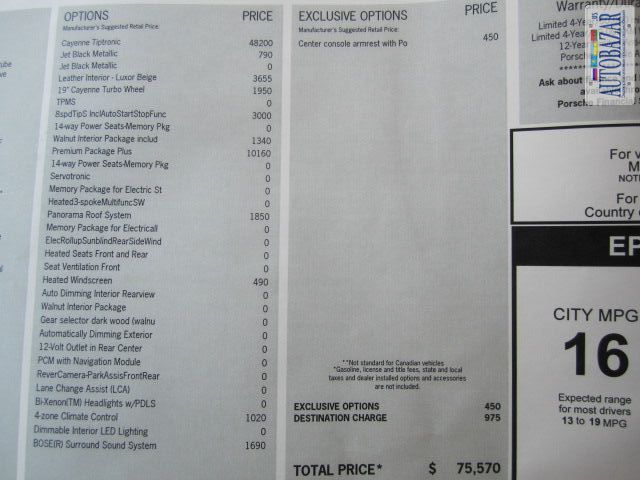 OPTIONS PRICE
Manufacturer's Suggested Retail Price:
Cayenne Tiptronic 48200
Jet Black Metallic 790
Jet Black Metallic 0
Leather Interior - Luxor Beige 3655
19" Cayenne Turbo Wheel 1950
TPMS 0
8spdTipS InclAutoStartStopFunc 3000
14-way Power Seats-Memory Pkg 0
Walnut Interior Package includ 1340
Premium Package Plus 10160
14-way Power Seats-Memory Pkg 0
Servotronic 0
Memory Package for Electric St 0
Heated3-spokeMultifuncSW 0
Panorama Roof System 1850
Memory Package for Electricall 0
ElecRollupSunblindRearSideWind 0
Heated Seats Front and Rear 0
Seat Ventilation Front 0
Heated Windscreen 490
Auto Dimming Interior Rearview 0
Walnut Interior Package 0
Gear selector dark wood (walnu 0
Automatically Dimming Exterior 0
12-Volt Outlet in Rear Center 0
PCM with Navigation Module 0
ReverCamera-ParkAssisFrontRear 0
Lane Change Assist (LCA) 0
Bi-Xenon(TM) Headlights w/PDLS 0
4-zone Climate Control 1020
Dimmable Interior LED Lighting 0
BOSE(R) Surround Sound System 1690
EXCLUSIVE OPTIONS PRICE
Manufacturer's Suggested Retail Price:
Center console armrest with Po 450
**Not standard for Canadian vehicles
*Gasoline, license and title fees, state and local
taxes and dealer installed options and accessories
are not included.
EXCLUSIVE OPTIONS 450
DESTINATION CHARGE 975
TOTAL PRICE* $ 75,570
Warranty/Dura
Limited 4-Yea
Limited 4-Yea
12-Year
Porsch
Ask about
avail
Porsche Financial
AUTOBAZAR
For v
M
NOTE
For
Country o
EP
CITY MPG
16
Expected range
for most drivers
13 to 19 MPG